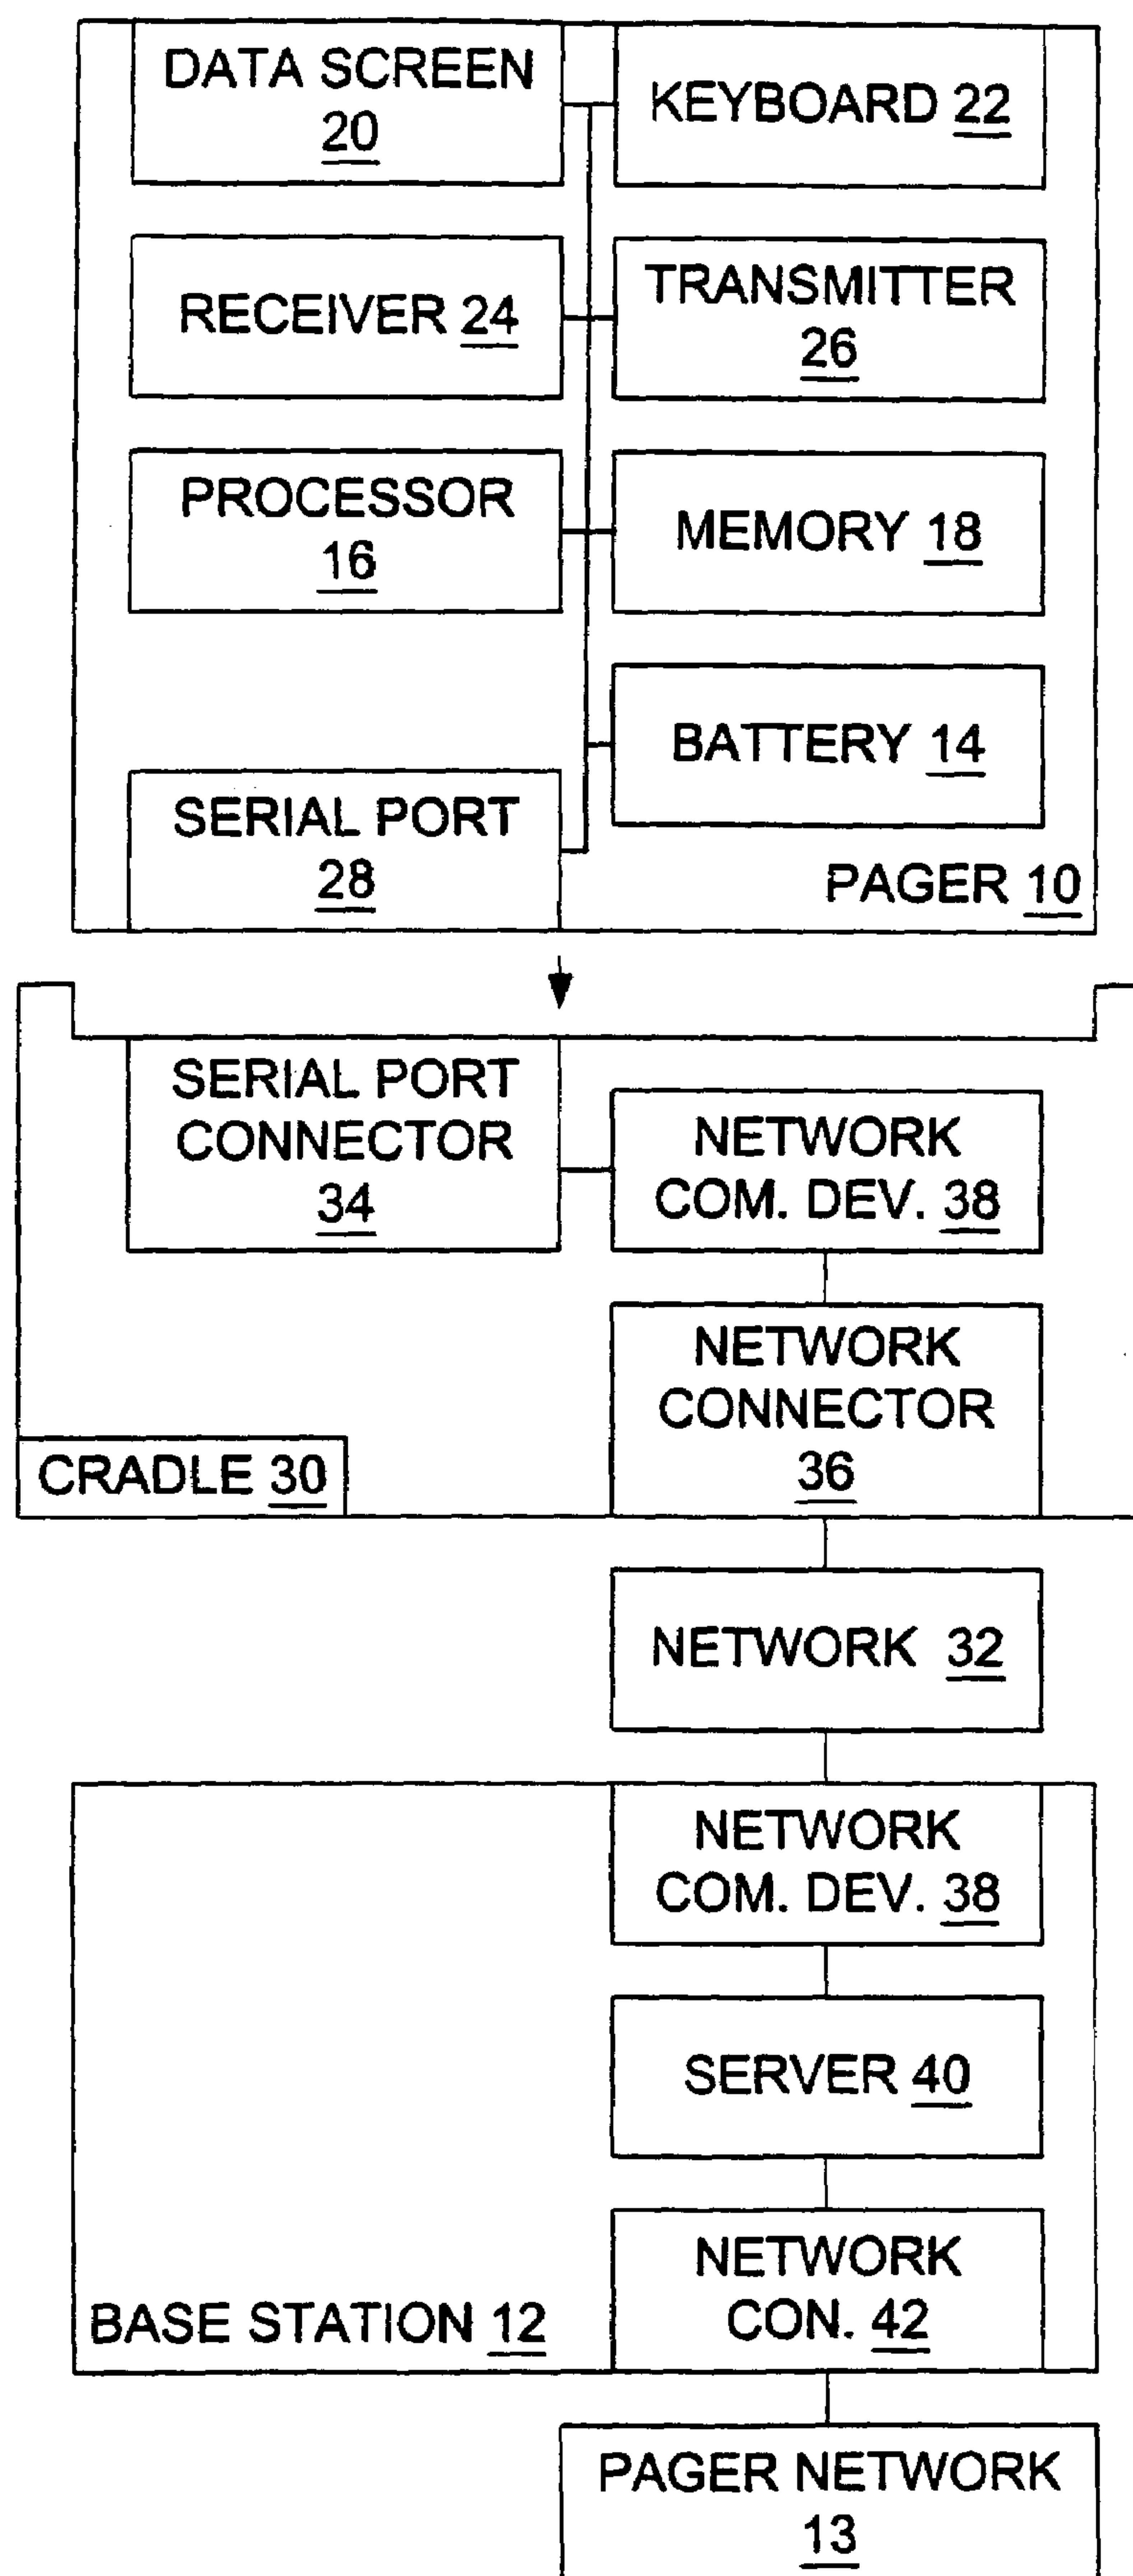 DATA SCREEN
20
KEYBOARD 22
RECEIVER 24
TRANSMITTER
26
PROCESSOR
16
MEMORY 18
BATTERY 14
SERIAL PORT
28
PAGER 10
SERIAL PORT
CONNECTOR
34
NETWORK
COM. DEV. 38
NETWORK
CONNECTOR
36
CRADLE 30
NETWORK 32
NETWORK
COM. DEV. 38
SERVER 40
NETWORK
CON. 42
BASE STATION 12
PAGER NETWORK
13